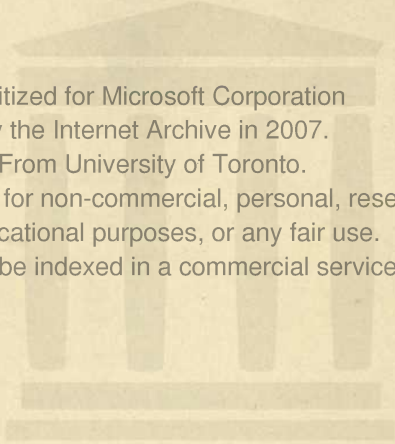 itized for Microsoft Corporation
the Internet Archive in 2007.
From University of Toronto.
for non-commercial, personal, rese
cational purposes, or any fair use.
be indexed in a commercial service